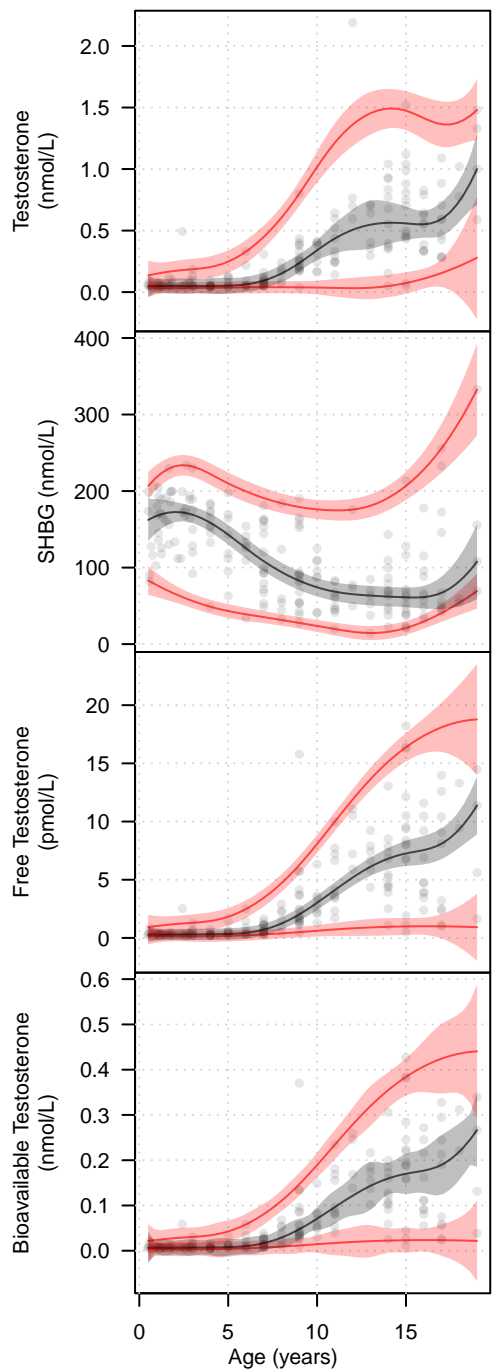 Testosterone
(nmol/L)
2.0
1.5
1.0
0.5
0.0
SHBG (nmol/L)
400
300
200
100
0
Free Testosterone
(pmol/L)
20
15
10
5
0
Bioavailable Testosterone
(nmol/L)
0.6
0.5
0.4
0.3
0.2
0.1
0.0
0 5 10 15
Age (years)